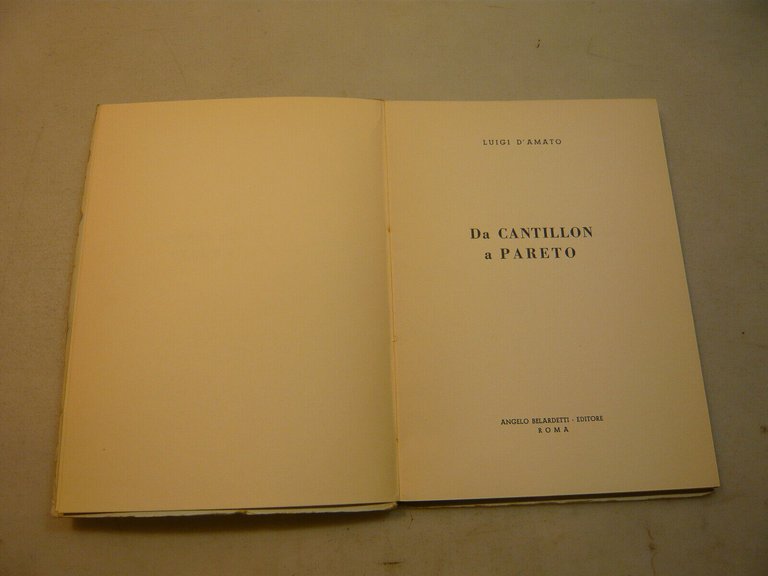 LUIGI D'AMATO
Da CANTILLON
a PARETO
ANGELO BELARDETTI - EDITORE
ROMA